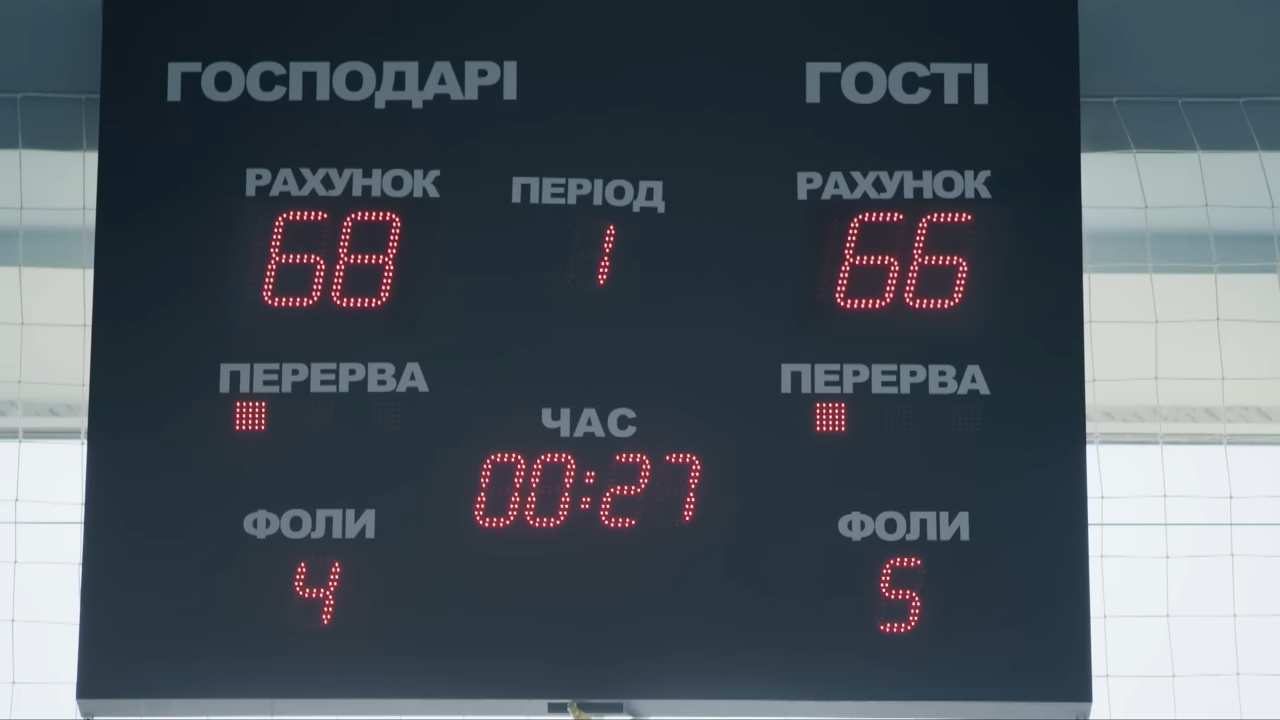 ГОСПОДАРІ ГОСТІ
РАХУНОК ПЕРІОД РАХУНОК
68 1 66
ПЕРЕРВА ПЕРЕРВА
ЧАС
00:27
ФОЛИ ФОЛИ
4 5